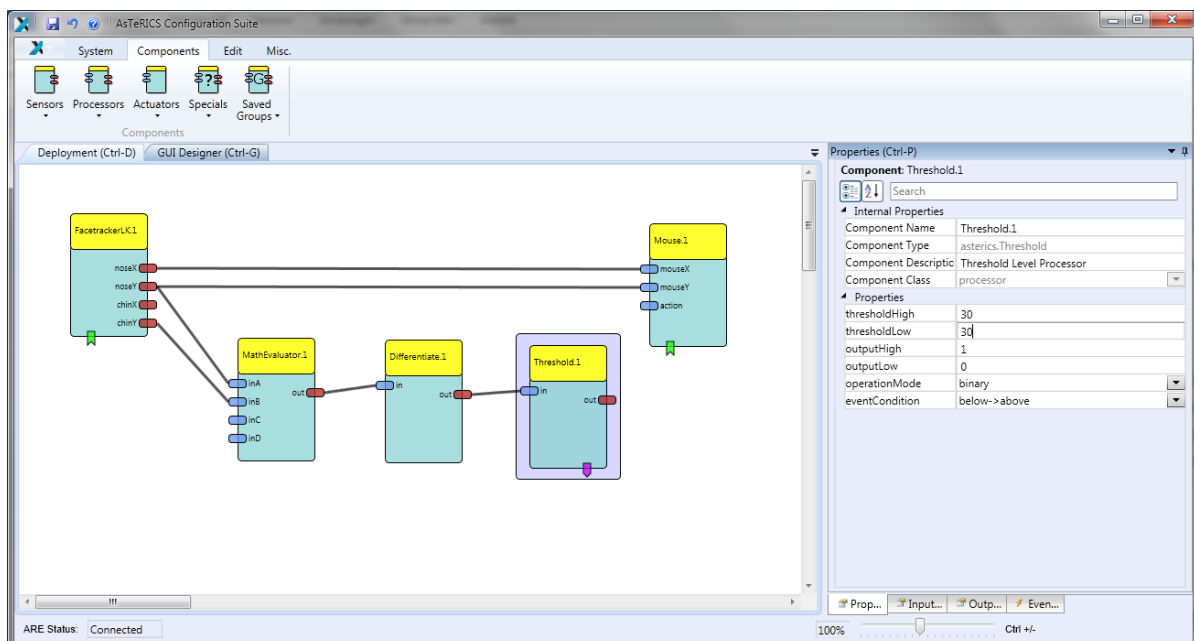 AsTeRICS Configuration Suite
System Components Edit Misc.
Sensors Processors Actuators Specials Saved Groups
Components
Deployment (Ctrl-D) GUI Designer (Ctrl-G)
FacetrackerLK.1
noseX
noseY
chinX
chinY
Mouse.1
mouseX
mouseY
action
MathEvaluator.1
inA
inB
inC
inD
out
Differentiate.1
in
out
Threshold.1
in
out
Properties (Ctrl-P)
Component: Threshold.1
Search
Internal Properties
Component Name Threshold.1
Component Type asterics.Threshold
Component Descriptic Threshold Level Processor
Component Class processor
Properties
thresholdHigh 30
thresholdLow 30
outputHigh 1
outputLow 0
operationMode binary
eventCondition below->above
Prop... Input... Outp... Even...
ARE Status: Connected
100% Ctrl +/-